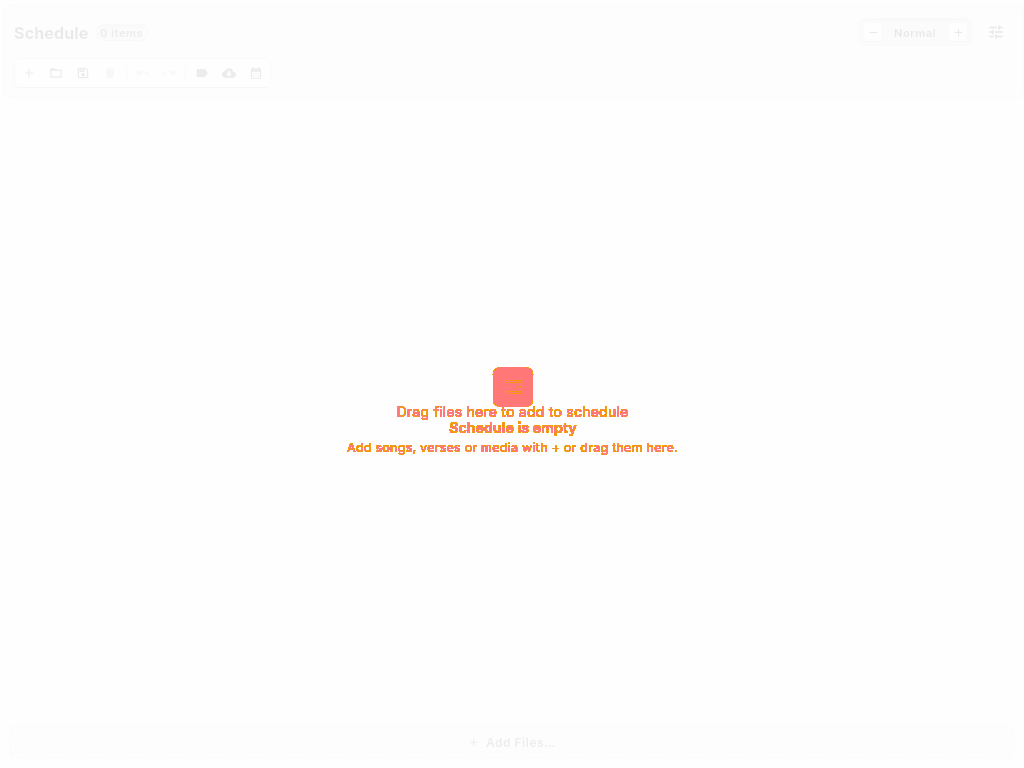 Schedule 0 items
− Normal +
Drag files here to add to schedule
Schedule is empty
Add songs, verses or media with + or drag them here.
+ Add Files...